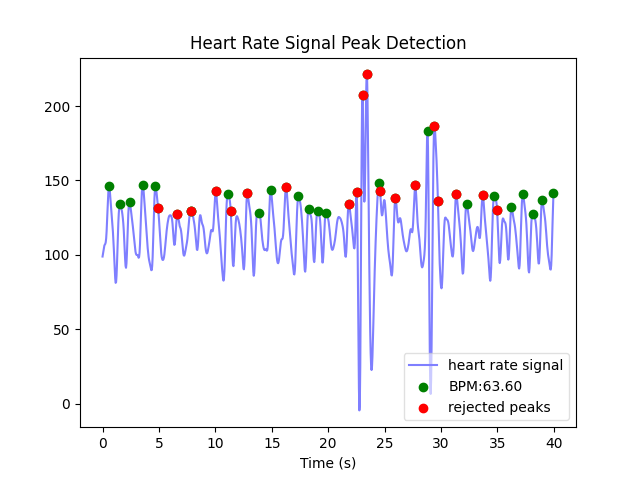 Heart Rate Signal Peak Detection
200
150
100
50
0
heart rate signal
BPM:63.60
rejected peaks
0 5 10 15 20 25 30 35 40
Time (s)